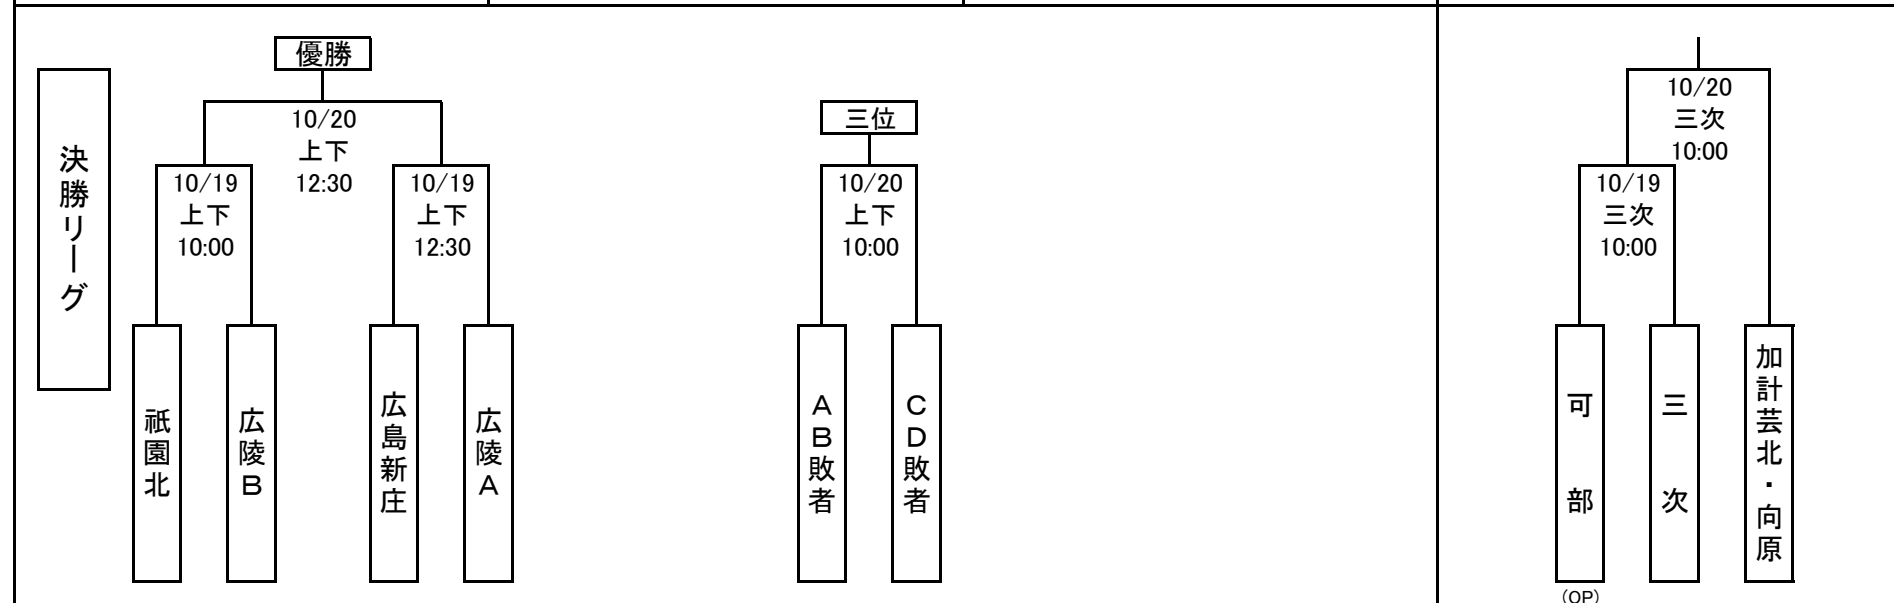 優勝
決勝リーグ
10/20
上下
12:30
10/19
上下
10:00
10/19
上下
12:30
祇園北
広陵B
広島新庄
広陵A
三位
10/20
上下
10:00
AB敗者
CD敗者
10/20
三次
10:00
10/19
三次
10:00
可部
三次
加計芸北・向原
(OP)